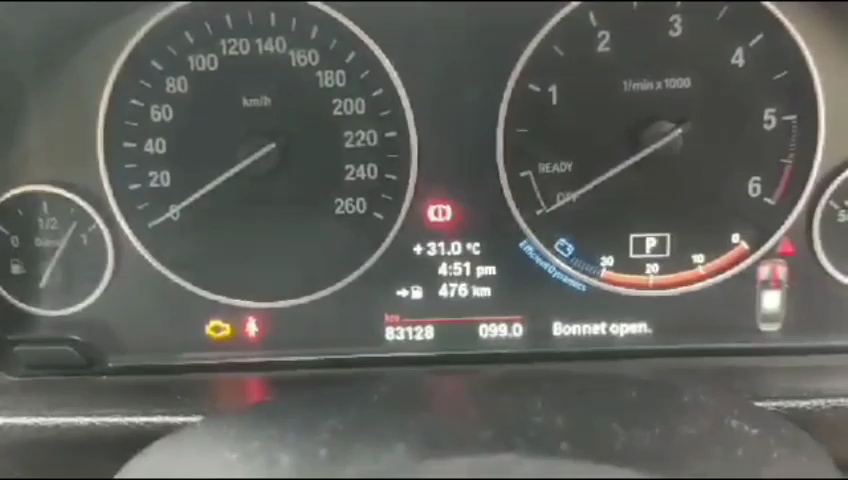 120 140
100 160
80 180
km/h
60 200
40 220
20 240
0 260
1 2 3 4 5 6
1/min x 1000
READY
OFF
1/2
0 1
P
30 20 10 0
EfficientDynamics
+31.0 °C
4:51 pm
476 km
km
83128 099.0 Bonnet open.